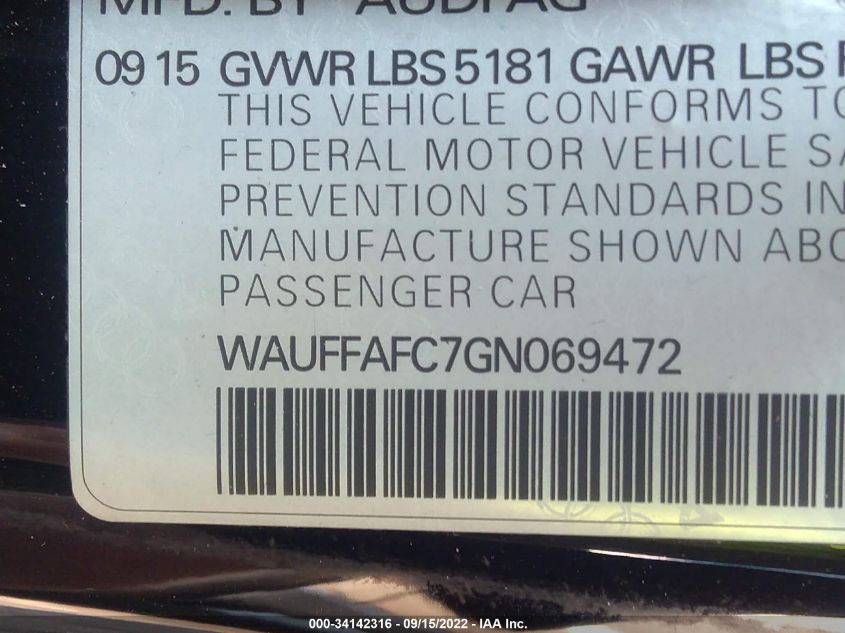 MFD. BY AUDI AG
09 15 GVWR LBS 5181 GAWR LBS F
THIS VEHICLE CONFORMS TO
FEDERAL MOTOR VEHICLE SA
PREVENTION STANDARDS IN
MANUFACTURE SHOWN ABO
PASSENGER CAR
WAUFFAFC7GN069472
000-34142316 - 09/15/2022 - IAA Inc.